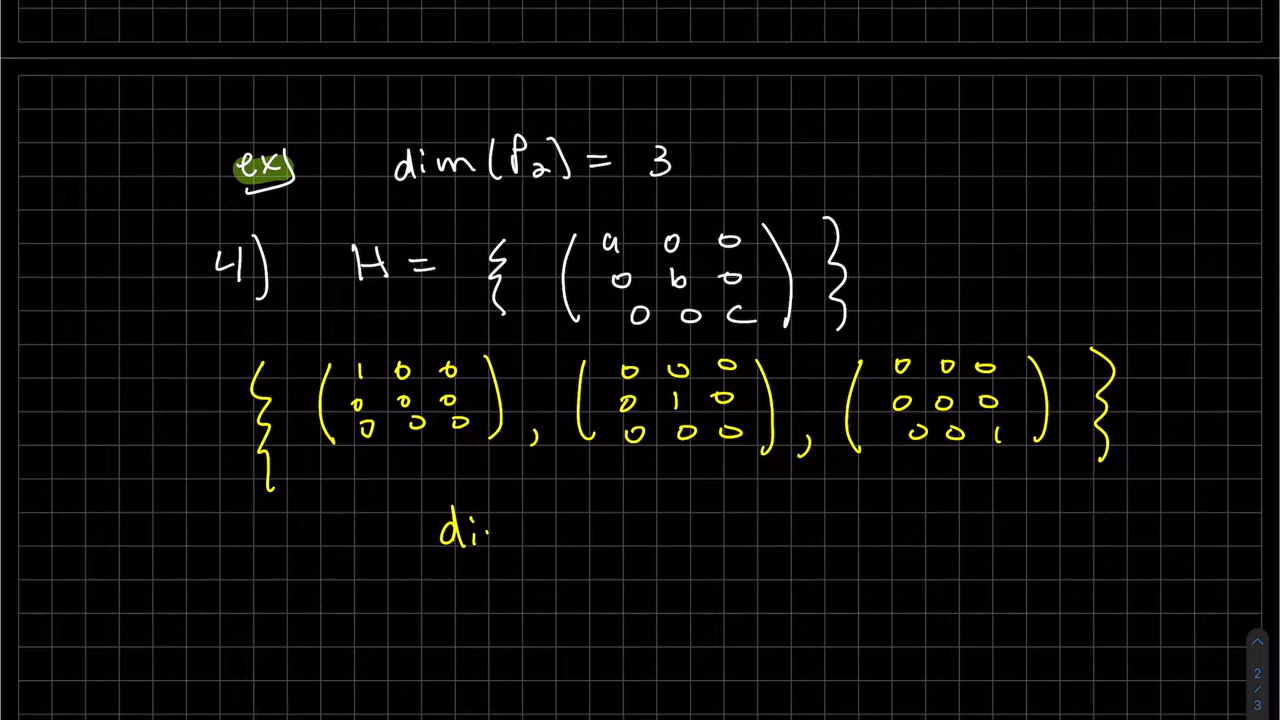 ex) dim(P₂) = 3
4) H = { ( a 0 0
0 b 0
0 0 c ) }
{ ( 1 0 0
0 0 0
0 0 0 ) , ( 0 0 0
0 1 0
0 0 0 ) , ( 0 0 0
0 0 0
0 0 1 ) }
di
2
/
3